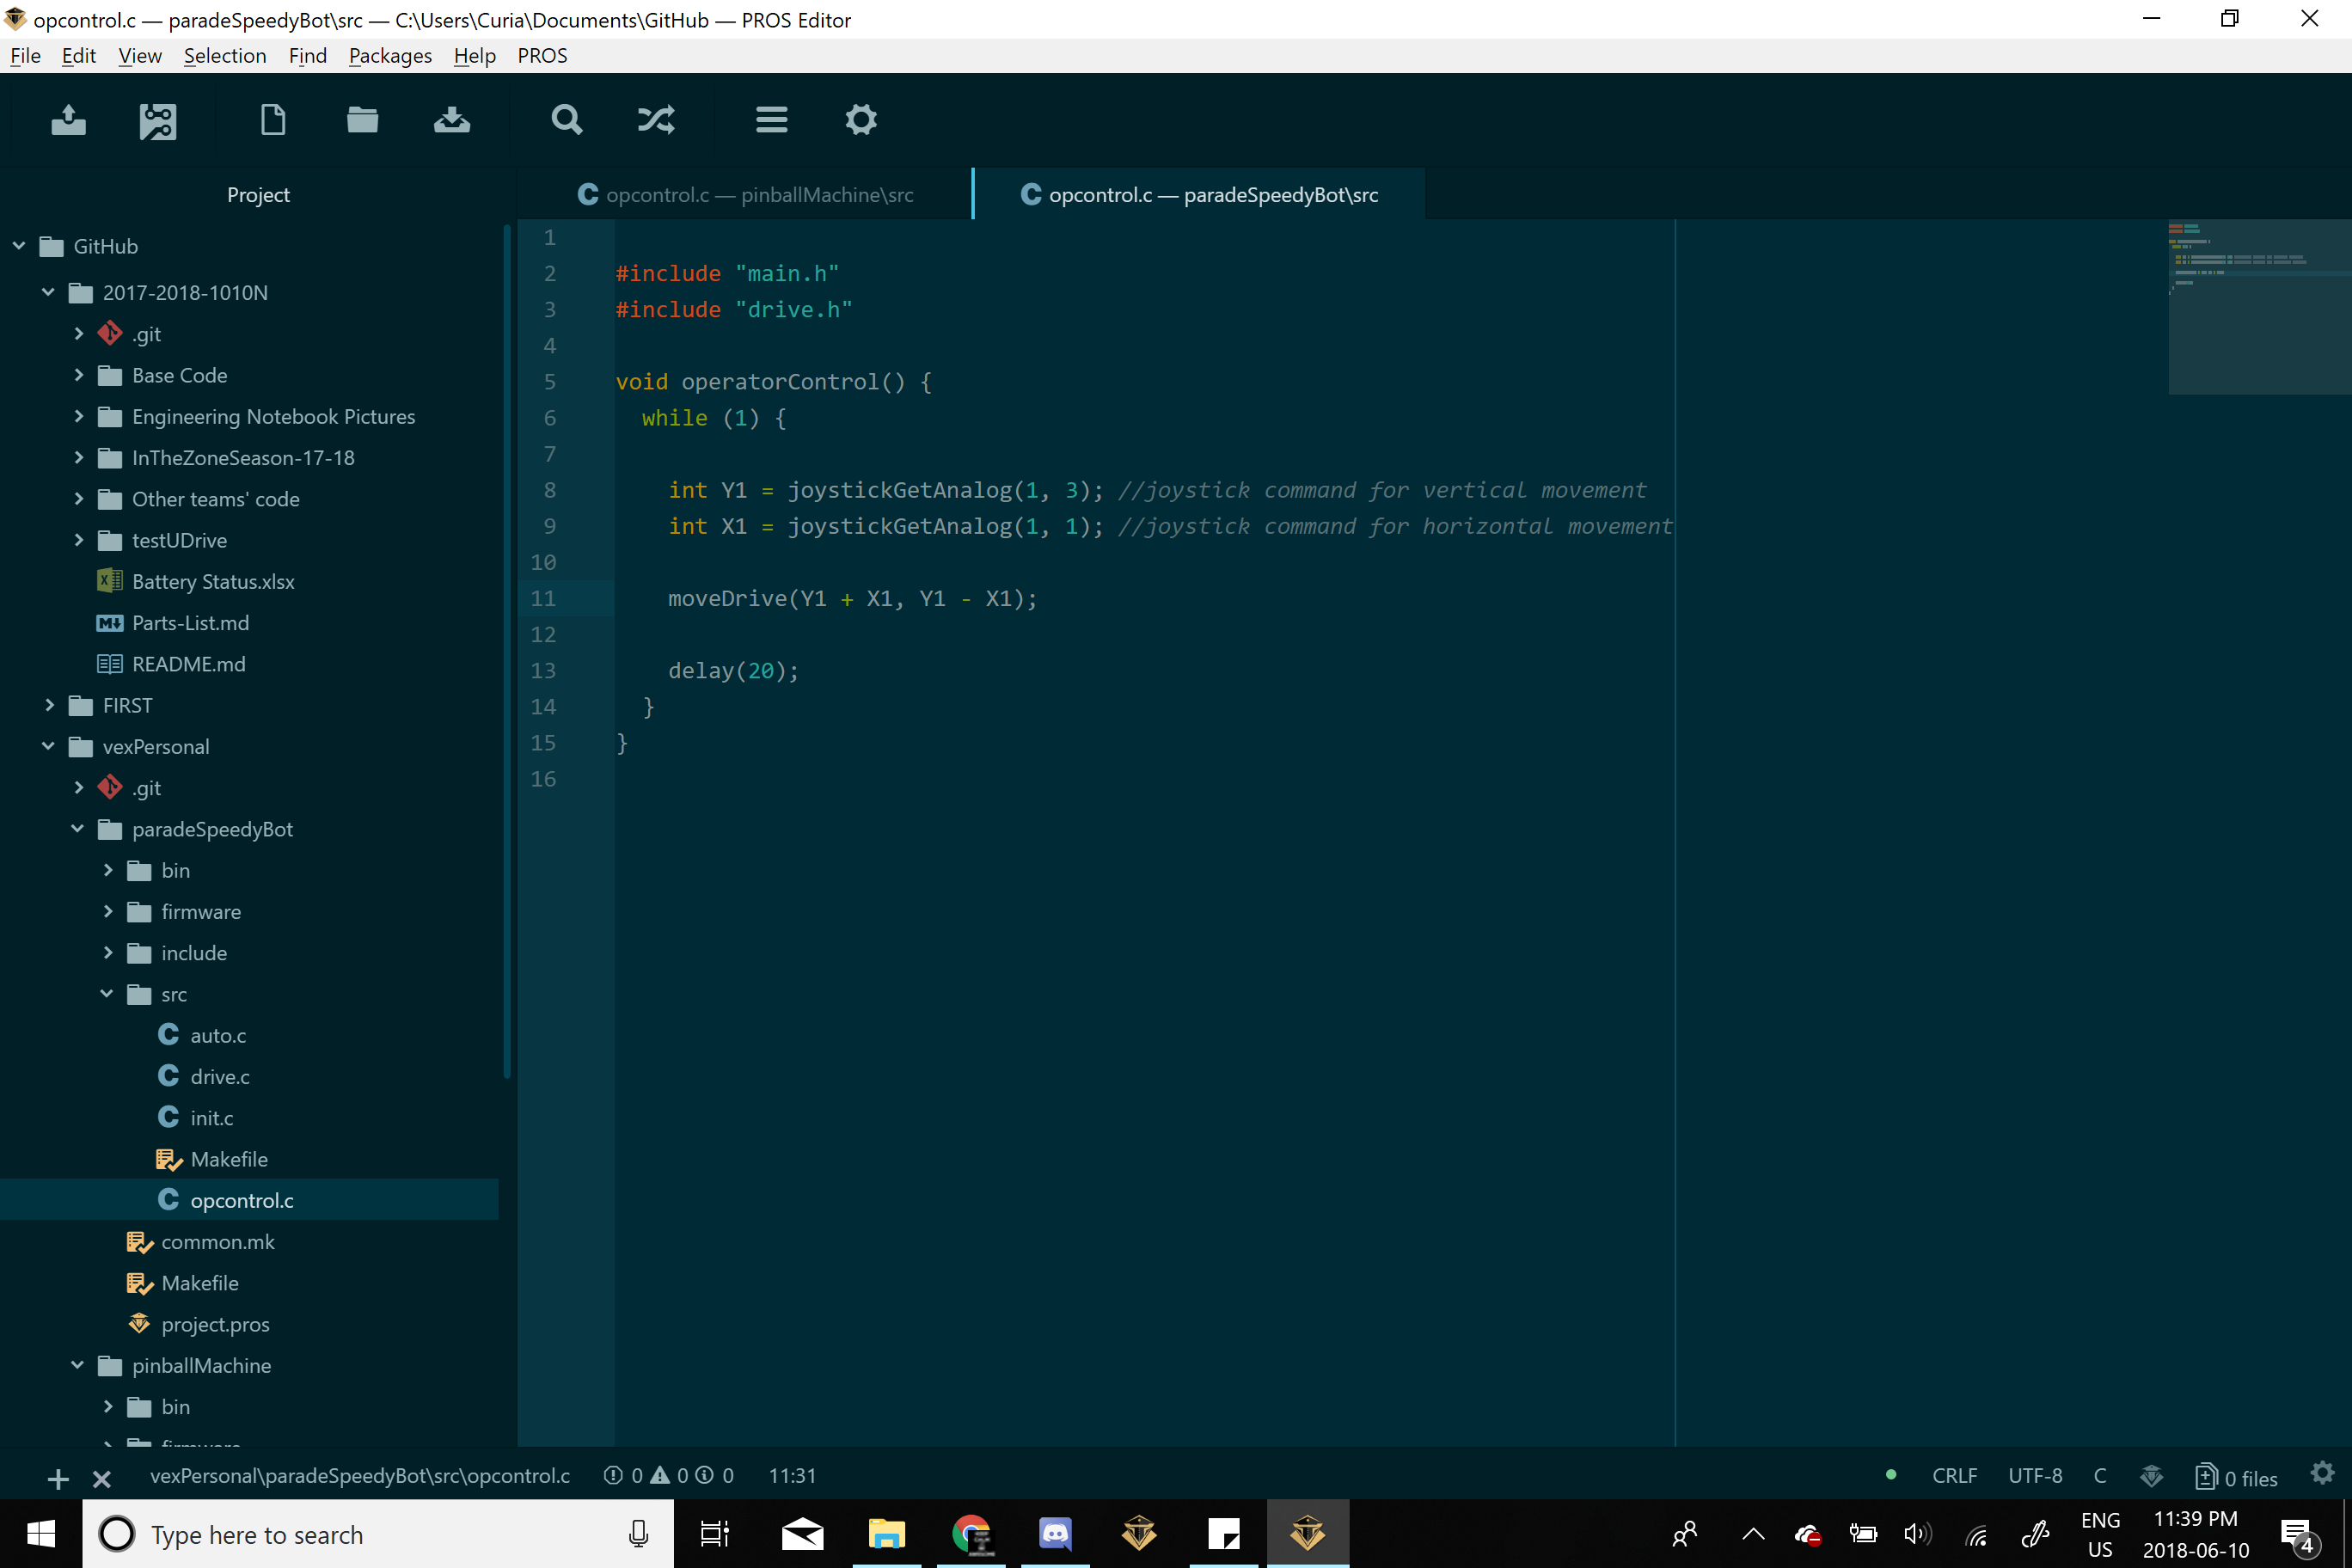 opcontrol.c — paradeSpeedyBot\src — C:\Users\Curia\Documents\GitHub — PROS Editor
File Edit View Selection Find Packages Help PROS
Project
opcontrol.c — pinballMachine\src
opcontrol.c — paradeSpeedyBot\src
GitHub
2017-2018-1010N
.git
Base Code
Engineering Notebook Pictures
InTheZoneSeason-17-18
Other teams' code
testUDrive
Battery Status.xlsx
Parts-List.md
README.md
FIRST
vexPersonal
.git
paradeSpeedyBot
bin
firmware
include
src
auto.c
drive.c
init.c
Makefile
opcontrol.c
common.mk
Makefile
project.pros
pinballMachine
bin
firmware
1
2 #include "main.h"
3 #include "drive.h"
4
5 void operatorControl() {
6 while (1) {
7
8 int Y1 = joystickGetAnalog(1, 3); //joystick command for vertical movement
9 int X1 = joystickGetAnalog(1, 1); //joystick command for horizontal movement
10
11 moveDrive(Y1 + X1, Y1 - X1);
12
13 delay(20);
14 }
15 }
16
vexPersonal\paradeSpeedyBot\src\opcontrol.c 0 0 0 11:31 CRLF UTF-8 C 0 files
Type here to search
ENG
US
11:39 PM
2018-06-10
4